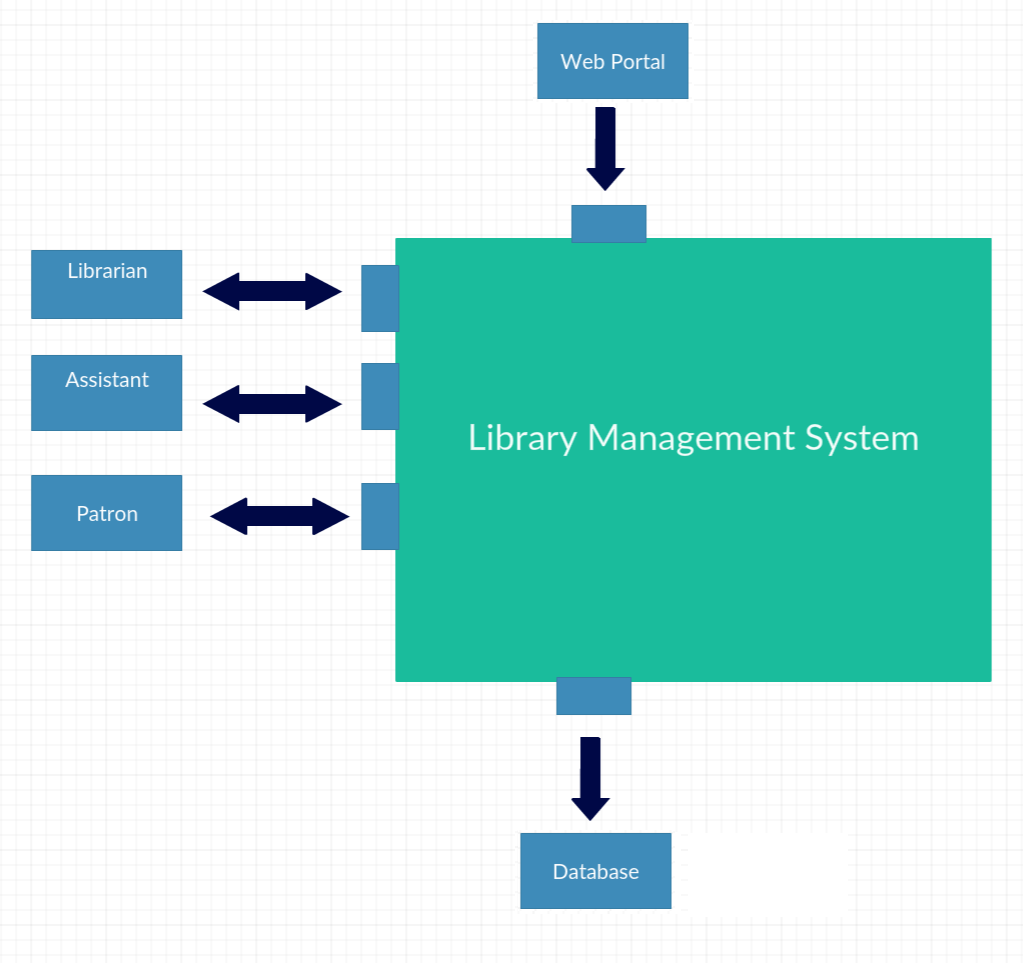 Web Portal
Librarian
Assistant
Library Management System
Patron
Database